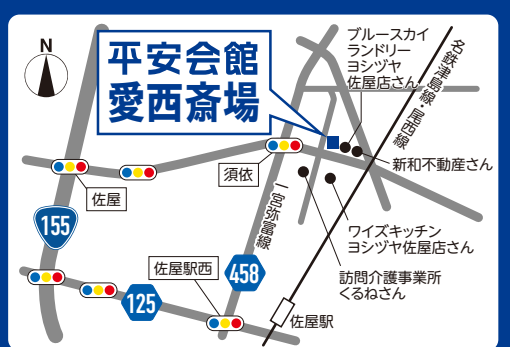 N
平安会館
愛西斎場
ブルースカイ
ランドリー
ヨシヅヤ
佐屋店さん
名鉄津島線・尾西線
新和不動産さん
須依
佐屋
一宮弥富線
ワイズキッチン
ヨシヅヤ佐屋店さん
155
訪問介護事業所
くるねさん
佐屋駅西
458
125
佐屋駅